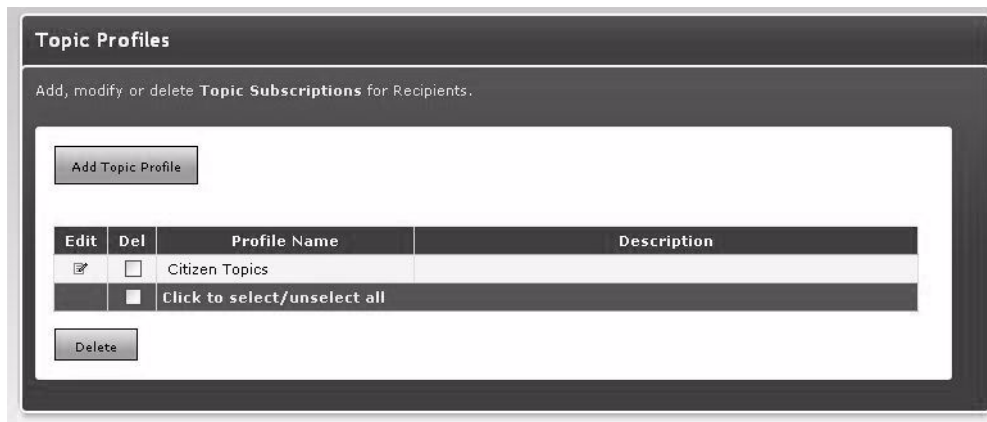 Topic Profiles
Add, modify or delete Topic Subscriptions for Recipients.
Add Topic Profile
Edit Del Profile Name Description
Citizen Topics
Click to select/unselect all
Delete